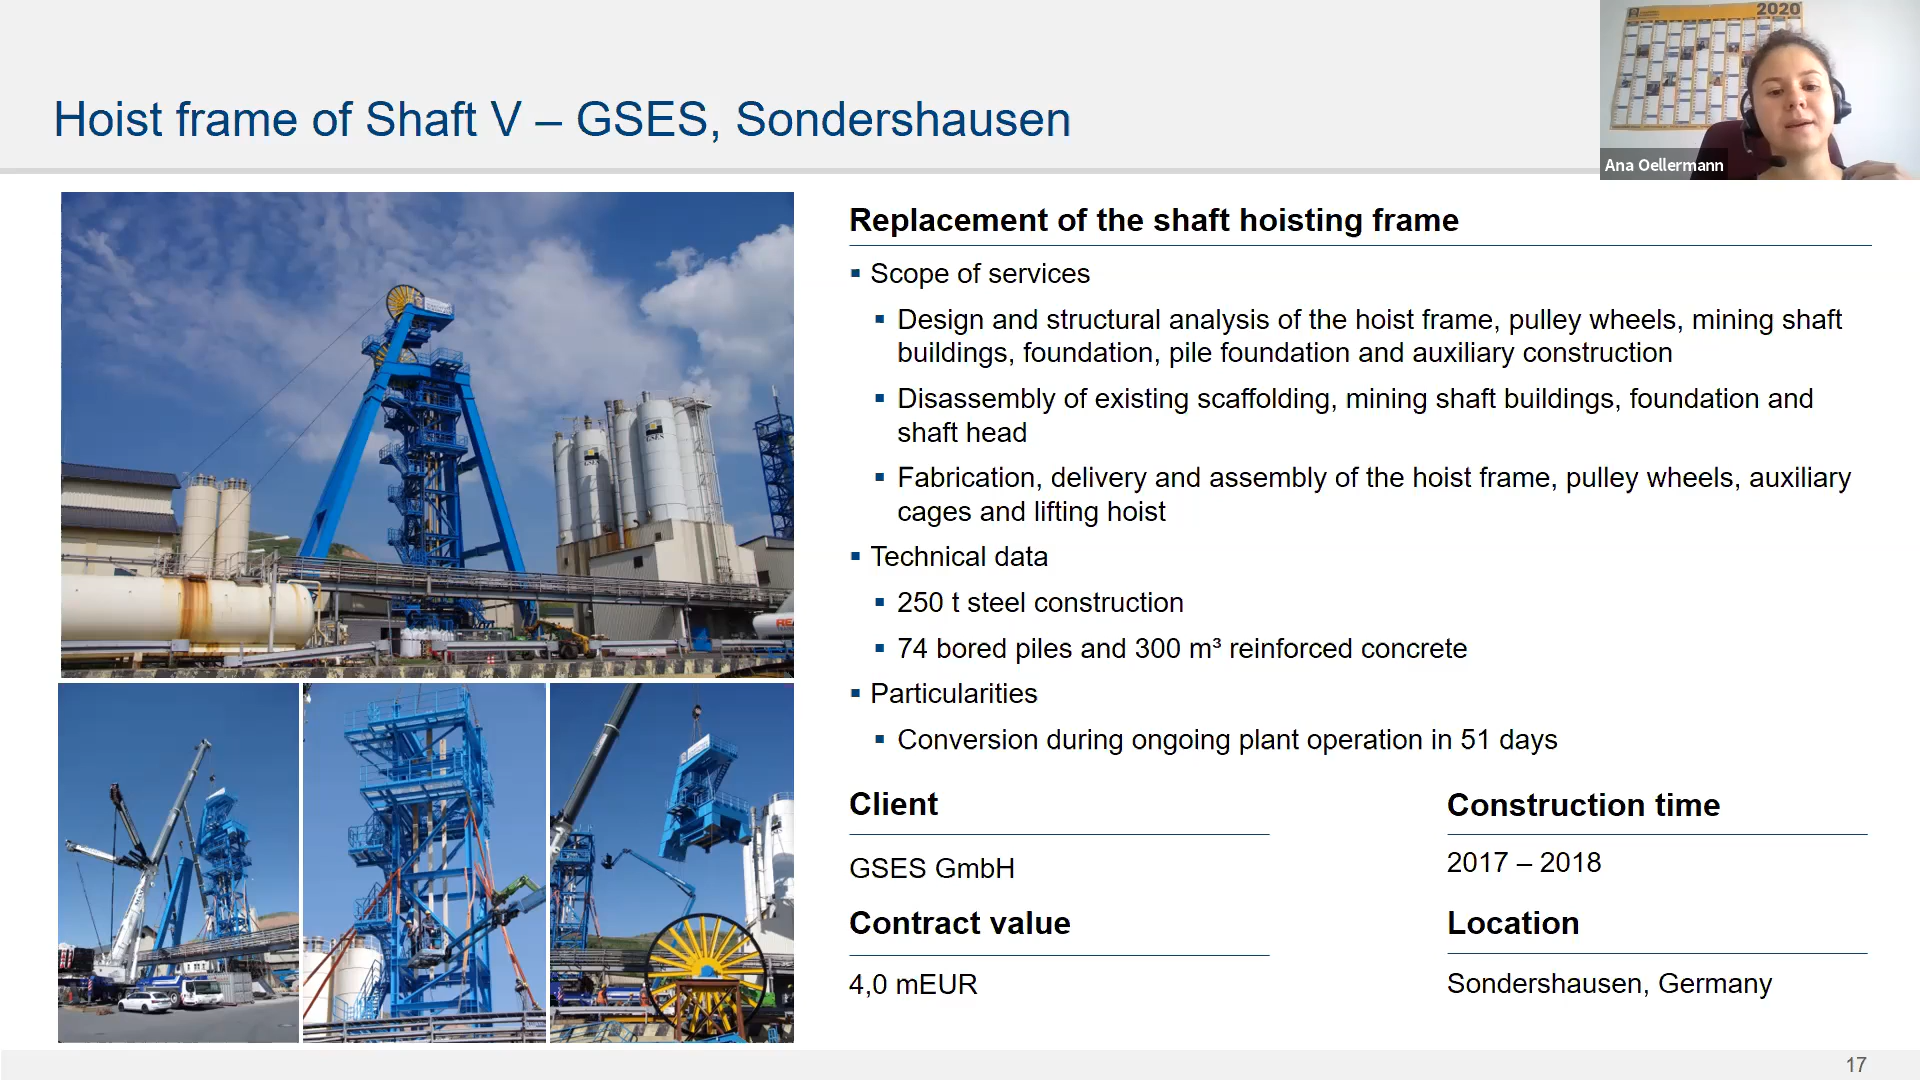 2020
Hoist frame of Shaft V – GSES, Sondershausen
Ana Oellermann
Replacement of the shaft hoisting frame
▪ Scope of services
▪ Design and structural analysis of the hoist frame, pulley wheels, mining shaft
buildings, foundation, pile foundation and auxiliary construction
▪ Disassembly of existing scaffolding, mining shaft buildings, foundation and
shaft head
▪ Fabrication, delivery and assembly of the hoist frame, pulley wheels, auxiliary
cages and lifting hoist
▪ Technical data
▪ 250 t steel construction
▪ 74 bored piles and 300 m³ reinforced concrete
▪ Particularities
▪ Conversion during ongoing plant operation in 51 days
Client
GSES GmbH
Construction time
2017 – 2018
Contract value
4,0 mEUR
Location
Sondershausen, Germany
GSES
GSES
17